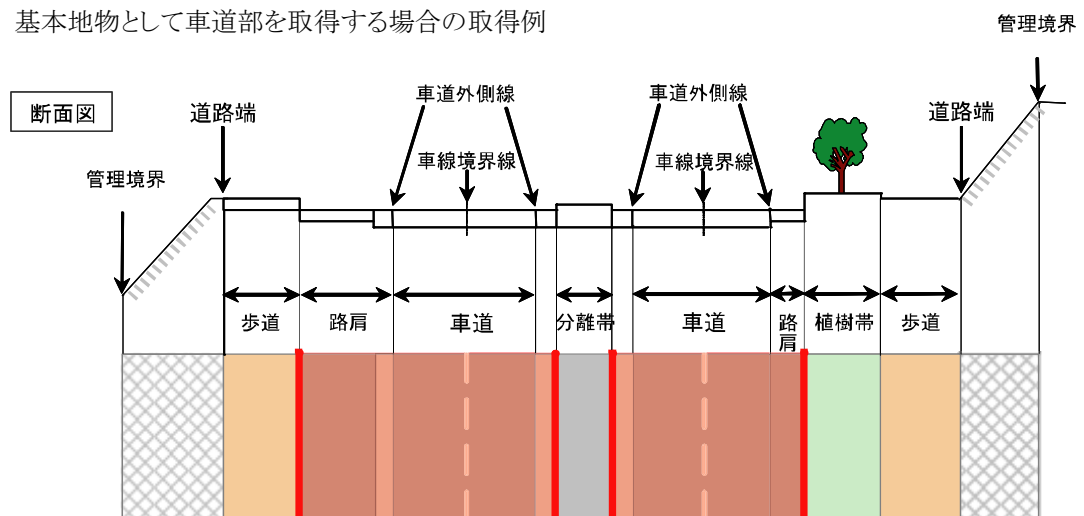 基本地物として車道部を取得する場合の取得例
管理境界
断面図
道路端
車道外側線
車道外側線
道路端
車線境界線
車線境界線
管理境界
歩道
路肩
車道
分離帯
車道
路肩
植樹帯
歩道